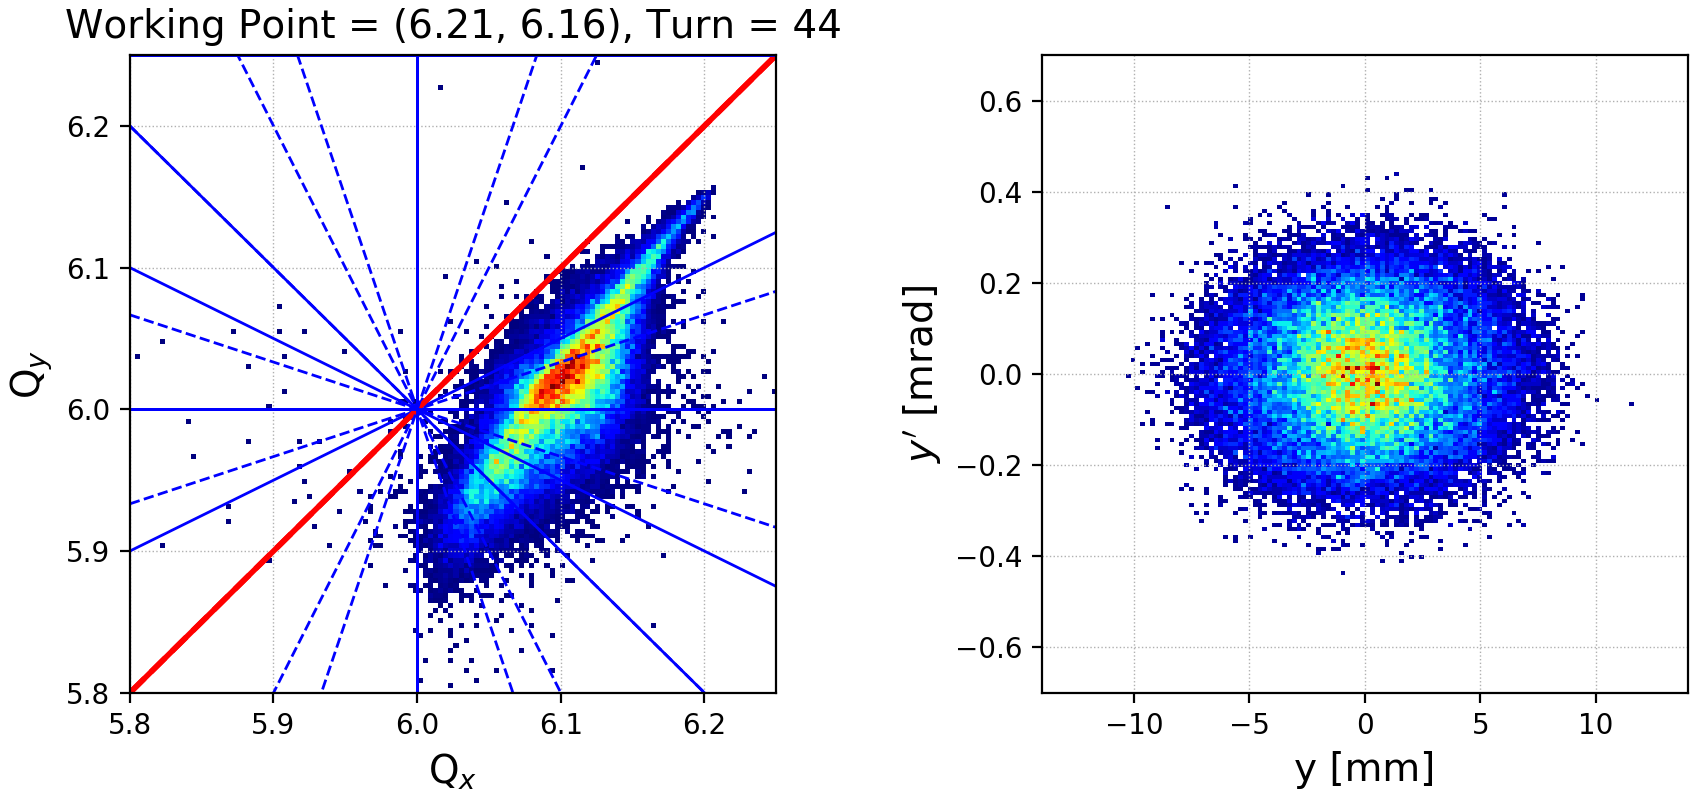 Working Point = (6.21, 6.16), Turn = 44
6.2
6.1
6.0
5.9
5.8
Q_y
5.8 5.9 6.0 6.1 6.2
Q_x
0.6
0.4
0.2
0.0
−0.2
−0.4
−0.6
y′ [mrad]
−10 −5 0 5 10
y [mm]